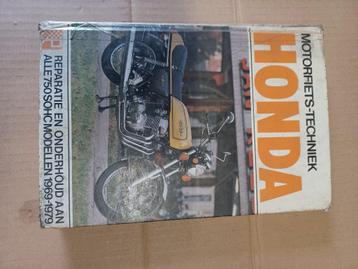 MOTORFIETS-TECHNIEK
HONDA
REPARATIE EN ONDERHOUD AAN
ALLE 750 SOHC MODELLEN 1969-1979